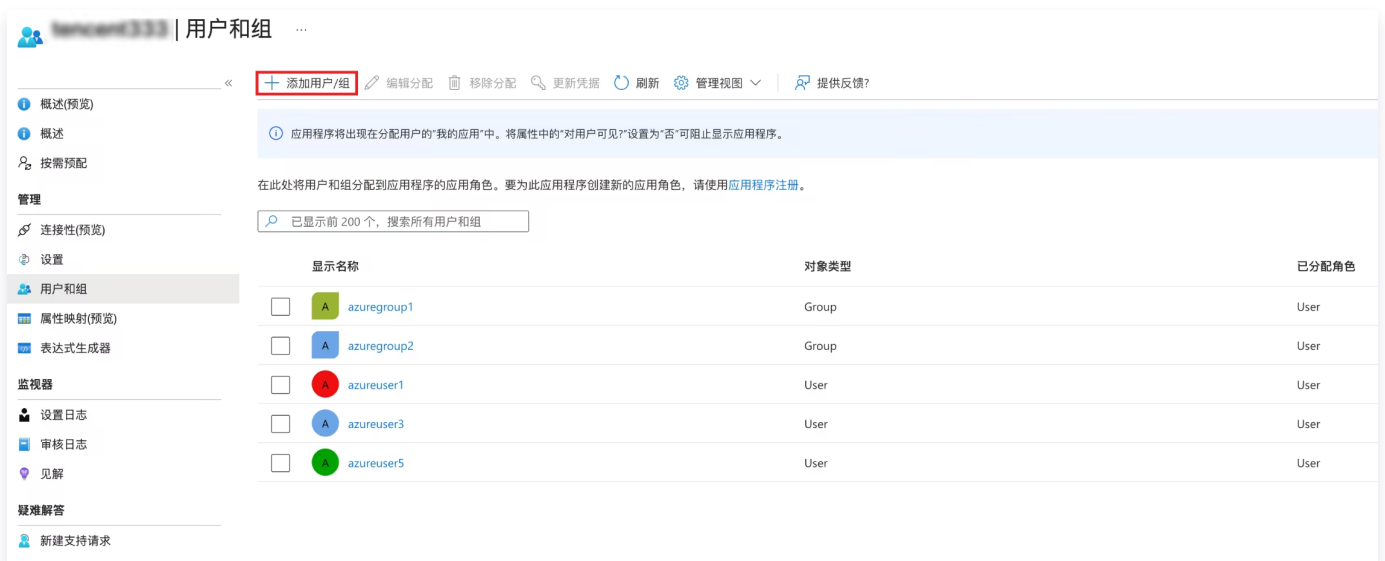 | 用户和组 ...
«
添加用户/组 编辑分配 移除分配 更新凭据 刷新 管理视图 提供反馈?
概述(预览)
概述
按需预配
管理
连接性(预览)
设置
用户和组
属性映射(预览)
表达式生成器
监视器
设置日志
审核日志
见解
疑难解答
新建支持请求
应用程序将出现在分配用户的“我的应用”中。将属性中的“对用户可见?”设置为“否”可阻止显示应用程序。
在此处将用户和组分配到应用程序的应用角色。要为此应用程序创建新的应用角色，请使用应用程序注册。
已显示前 200 个，搜索所有用户和组
显示名称 对象类型 已分配角色
A azuregroup1 Group User
A azuregroup2 Group User
A azureuser1 User User
A azureuser3 User User
A azureuser5 User User